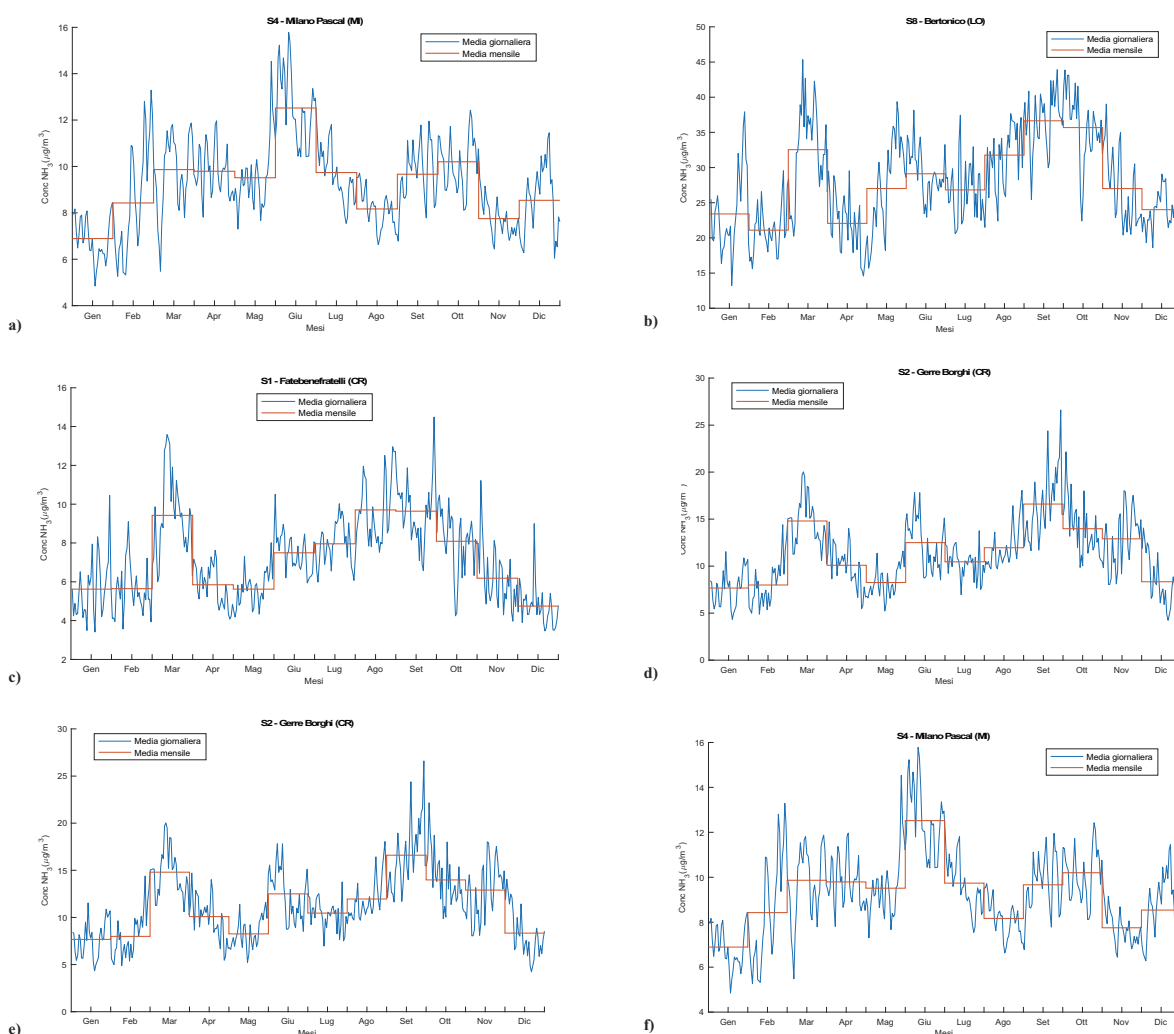 S4 - Milano Pascal (MI)
Media giornaliera
Media mensile
Conc NH3(μg/m3)
16
14
12
10
8
6
4
Gen Feb Mar Apr Mag Giu Lug Ago Set Ott Nov Dic
Mesi
a)
S8 - Bertonico (LO)
Media giornaliera
Media mensile
Conc NH3(μg/m3)
50
45
40
35
30
25
20
15
10
Gen Feb Mar Apr Mag Giu Lug Ago Set Ott Nov Dic
Mesi
b)
S1 - Fatebenefratelli (CR)
Media giornaliera
Media mensile
Conc NH3(μg/m3)
16
14
12
10
8
6
4
2
Gen Feb Mar Apr Mag Giu Lug Ago Set Ott Nov Dic
Mesi
c)
S2 - Gerre Borghi (CR)
Media giornaliera
Media mensile
Conc NH3(μg/m
30
25
20
15
10
5
0
Gen Feb Mar Apr Mag Giu Lug Ago Set Ott Nov Dic
Mesi
d)
S2 - Gerre Borghi (CR)
Media giornaliera
Media mensile
Conc NH3(μg/m3)
30
25
20
15
10
5
0
Gen Feb Mar Apr Mag Giu Lug Ago Set Ott Nov Dic
Mesi
e)
S4 - Milano Pascal (MI)
Media giornaliera
Media mensile
Conc NH3(μg/m3)
16
14
12
10
8
6
4
Gen Feb Mar Apr Mag Giu Lug Ago Set Ott Nov Dic
Mesi
f)